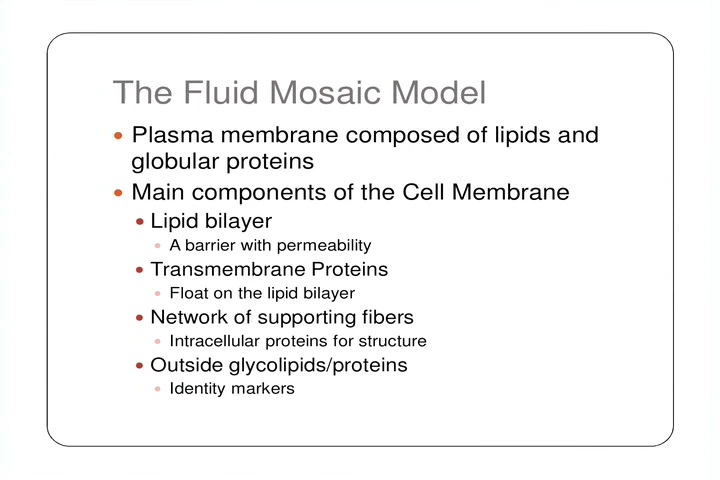 The Fluid Mosaic Model
• Plasma membrane composed of lipids and
globular proteins
• Main components of the Cell Membrane
• Lipid bilayer
• A barrier with permeability
• Transmembrane Proteins
• Float on the lipid bilayer
• Network of supporting fibers
• Intracellular proteins for structure
• Outside glycolipids/proteins
• Identity markers